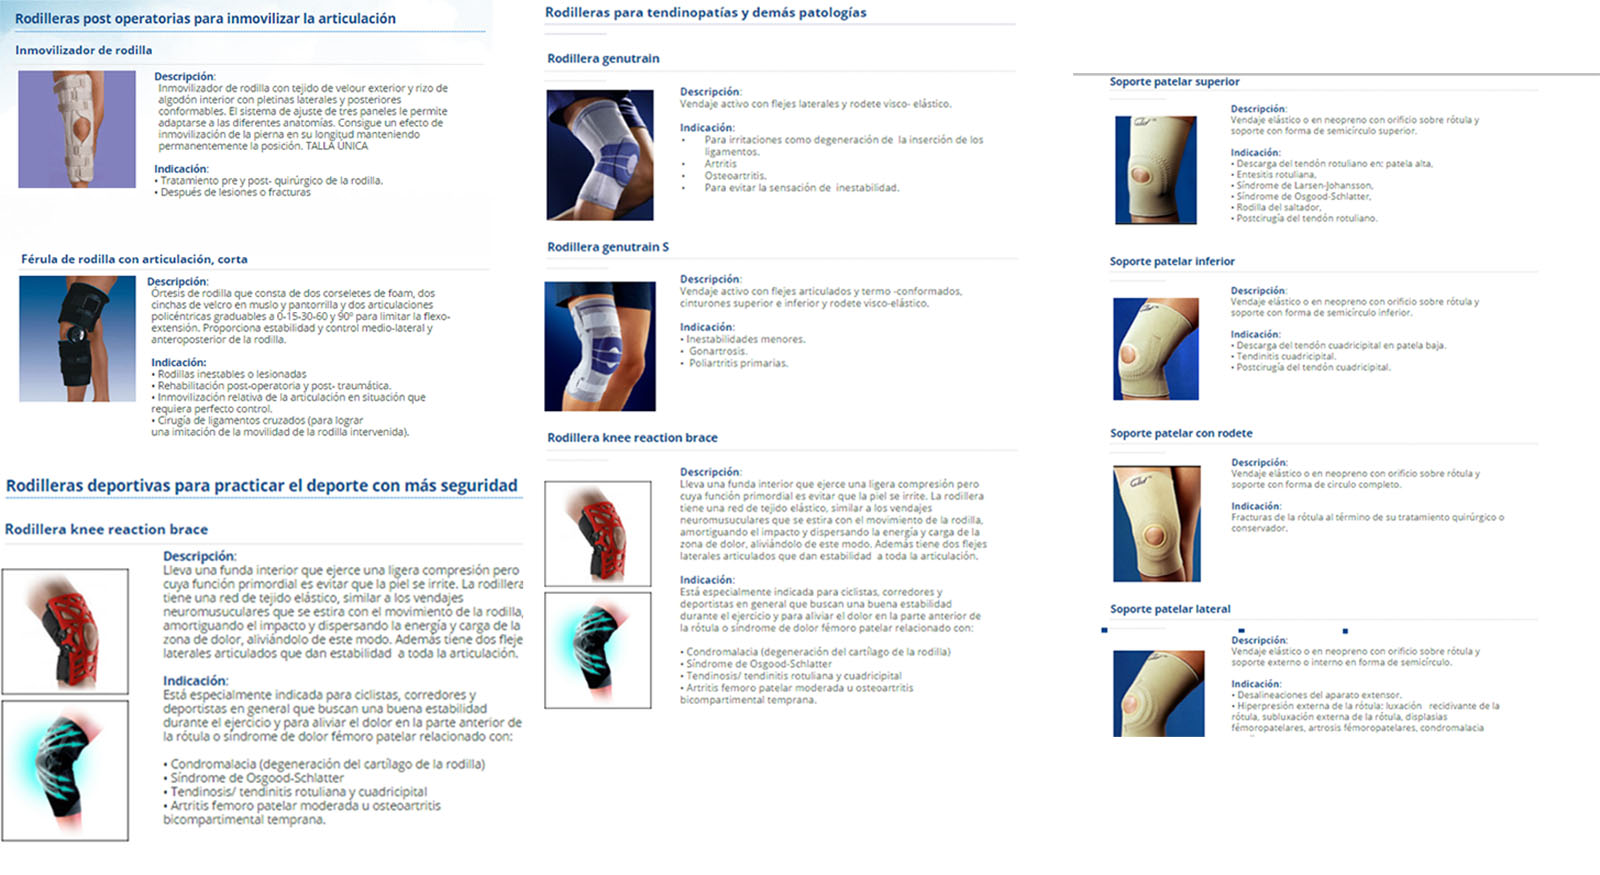 Rodilleras post operatorias para inmovilizar la articulación
Inmovilizador de rodilla
Descripción:
Inmovilizador de rodilla con tejido de velour exterior y rizo de
algodón interior con pletinas laterales y posteriores
conformables. El sistema de ajuste de tres paneles le permite
adaptarse a las diferentes anatomías. Consigue un efecto de
inmovilización de la pierna en su longitud manteniendo
permanentemente la posición. TALLA ÚNICA
Indicación:
• Tratamiento pre y post- quirúrgico de la rodilla.
• Después de lesiones o fracturas
Férula de rodilla con articulación, corta
Descripción:
Órtesis de rodilla que consta de dos corseletes de foam, dos
cinchas de velcro en muslo y pantorrilla y dos articulaciones
policéntricas graduables a 0-15-30-60 y 90º para limitar la flexo-
extensión. Proporciona estabilidad y control medio-lateral y
anteroposterior de la rodilla.
Indicación:
• Rodillas inestables o lesionadas
• Rehabilitación post-operatoria y post- traumática.
• Inmovilización relativa de la articulación en situación que
requiera perfecto control.
• Cirugía de ligamentos cruzados (para lograr
una imitación de la movilidad de la rodilla intervenida).
Rodilleras deportivas para practicar el deporte con más seguridad
Rodillera knee reaction brace
Descripción:
Lleva una funda interior que ejerce una ligera compresión pero
cuya función primordial es evitar que la piel se irrite. La rodillera
tiene una red de tejido elástico, similar a los vendajes
neuromusuculares que se estira con el movimiento de la rodilla,
amortiguando el impacto y dispersando la energía y carga de la
zona de dolor, aliviándolo de este modo. Además tiene dos fleje
laterales articulados que dan estabilidad a toda la articulación.
Indicación:
Está especialmente indicada para ciclistas, corredores y
deportistas en general que buscan una buena estabilidad
durante el ejercicio y para aliviar el dolor en la parte anterior de
la rótula o síndrome de dolor fémoro patelar relacionado con:
• Condromalacia (degeneración del cartílago de la rodilla)
• Síndrome de Osgood-Schlatter
• Tendinosis/ tendinitis rotuliana y cuadricipital
• Artritis femoro patelar moderada u osteoartritis
bicompartimental temprana.
Rodilleras para tendinopatías y demás patologías
Rodillera genutrain
Descripción:
Vendaje activo con flejes laterales y rodete visco- elástico.
Indicación:
• Para irritaciones como degeneración de la inserción de los
ligamentos.
• Artritis
• Osteoartritis.
• Para evitar la sensación de inestabilidad.
Rodillera genutrain S
Descripción:
Vendaje activo con flejes articulados y termo -conformados,
cinturones superior e inferior y rodete visco-elástico.
Indicación:
• Inestabilidades menores.
• Gonartrosis.
• Poliartritis primarias.
Rodillera knee reaction brace
Descripción:
Lleva una funda interior que ejerce una ligera compresión pero
cuya función primordial es evitar que la piel se irrite. La rodillera
tiene una red de tejido elástico, similar a los vendajes
neuromusuculares que se estira con el movimiento de la rodilla,
amortiguando el impacto y dispersando la energía y carga de la
zona de dolor, aliviándolo de este modo. Además tiene dos flejes
laterales articulados que dan estabilidad a toda la articulación.
Indicación:
Está especialmente indicada para ciclistas, corredores y
deportistas en general que buscan una buena estabilidad
durante el ejercicio y para aliviar el dolor en la parte anterior de
la rótula o síndrome de dolor fémoro patelar relacionado con:
• Condromalacia (degeneración del cartílago de la rodilla)
• Síndrome de Osgood-Schlatter
• Tendinosis/ tendinitis rotuliana y cuadricipital
• Artritis femoro patelar moderada u osteoartritis
bicompartimental temprana.
Soporte patelar superior
Descripción:
Vendaje elástico o en neopreno con orificio sobre rótula y
soporte con forma de semicírculo superior.
Indicación:
• Descarga del tendón rotuliano en: patela alta,
• Entesitis rotuliana,
• Síndrome de Larsen-Johansson,
• Síndrome de Osgood-Schlatter,
• Rodilla del saltador,
• Postcirugía del tendón rotuliano.
Soporte patelar inferior
Descripción:
Vendaje elástico o en neopreno con orificio sobre rótula y
soporte con forma de semicírculo inferior.
Indicación:
• Descarga del tendón cuadricipital en patela baja.
• Tendinitis cuadricipital.
• Postcirugía del tendón cuadricipital.
Soporte patelar con rodete
Descripción:
Vendaje elástico o en neopreno con orificio sobre rótula y
soporte con forma de circulo completo.
Indicación:
Fracturas de la rótula al término de su tratamiento quirúrgico o
conservador.
Soporte patelar lateral
Descripción:
Vendaje elástico o en neopreno con orificio sobre rótula y
soporte externo o interno en forma de semicírculo.
Indicación:
• Desalineaciones del aparato extensor.
• Hiperpresión externa de la rótula: luxación recidivante de la
rótula, subluxación externa de la rótula, displasias
fémoropatelares, artrosis fémoropatelares, condromalacia